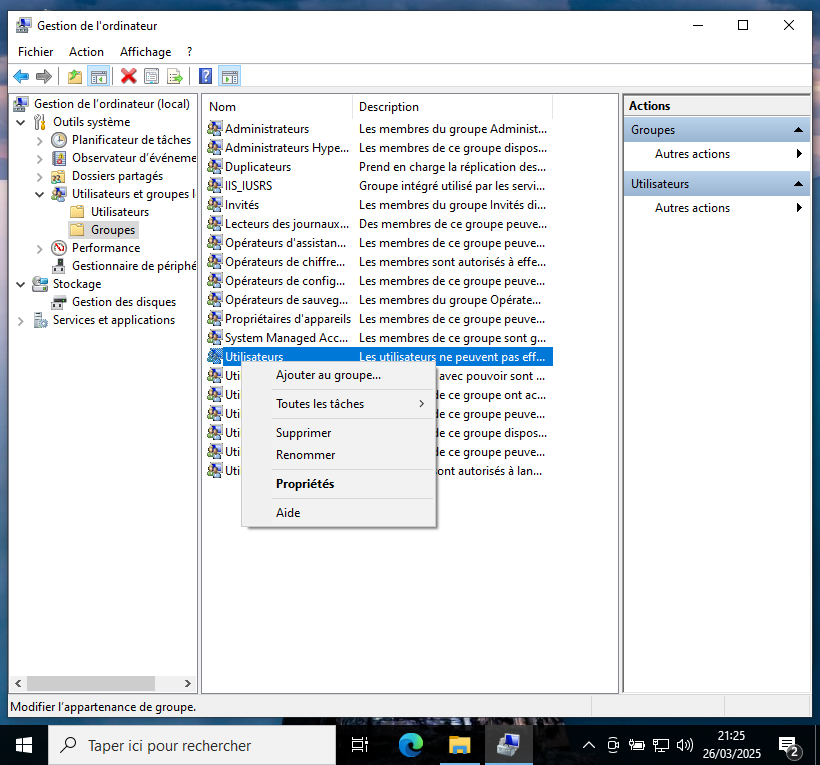 Gestion de l'ordinateur
Fichier Action Affichage ?
Gestion de l'ordinateur (local)
Outils système
Planificateur de tâches
Observateur d'événeme
Dossiers partagés
Utilisateurs et groupes l
Utilisateurs
Groupes
Performance
Gestionnaire de périphé
Stockage
Gestion des disques
Services et applications
Nom Description
Administrateurs Les membres du groupe Administ...
Administrateurs Hype... Les membres de ce groupe dispos...
Duplicateurs Prend en charge la réplication des...
IIS_IUSRS Groupe intégré utilisé par les servi...
Invités Les membres du groupe Invités di...
Lecteurs des journaux... Des membres de ce groupe peuve...
Opérateurs d'assistan... Les membres de ce groupe peuve...
Opérateurs de chiffre... Les membres sont autorisés à effe...
Opérateurs de config... Les membres de ce groupe peuve...
Opérateurs de sauveg... Les membres du groupe Opérate...
Propriétaires d'appareils Les membres de ce groupe peuve...
System Managed Acc... Les membres de ce groupe sont g...
Utilisateurs Les utilisateurs ne peuvent pas eff...
Uti avec pouvoir sont ...
Uti de ce groupe ont ac...
Uti de ce groupe peuve...
Uti de ce groupe dispos...
Uti de ce groupe peuve...
Uti sont autorisés à lan...
Ajouter au groupe...
Toutes les tâches
Supprimer
Renommer
Propriétés
Aide
Actions
Groupes
Autres actions
Utilisateurs
Autres actions
Modifier l'appartenance de groupe.
Taper ici pour rechercher
21:25
26/03/2025
2